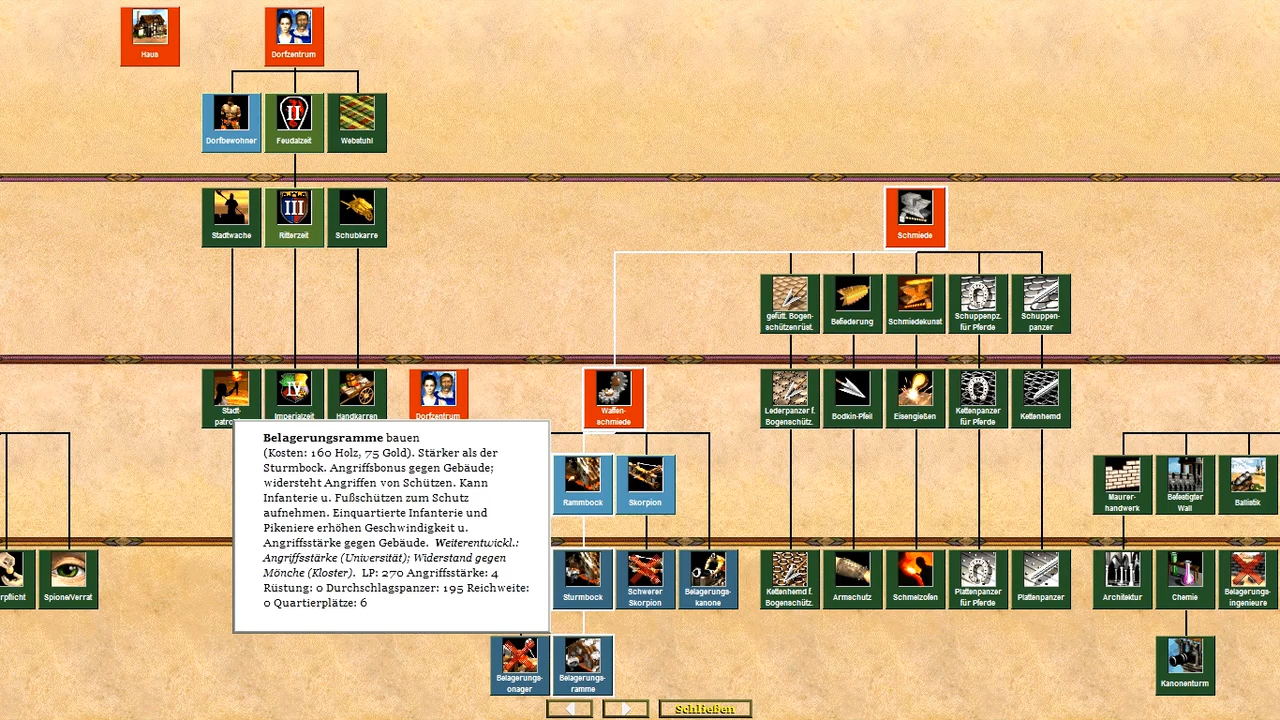 Haus
Dorfzentrum
Dorfbewohner
Feudalzeit
Webstuhl
II
Stadtwache
Ritterzeit
Schubkarre
III
Schmiede
gefütt. Bogen-
schützenrüst.
Befiederung
Schmiedekunst
Schuppenpz.
für Pferde
Schuppen-
panzer
Stadt-
Imperialzeit
Handkarren
IV
Dorfzentrum
Waffen-
schmiede
Lederpanzer f.
Bogenschütz.
Bodkin-Pfeil
Eisengießen
Kettenpanzer
für Pferde
Kettenhemd
Belagerungsramme bauen
(Kosten: 160 Holz, 75 Gold). Stärker als der
Sturmbock. Angriffsbonus gegen Gebäude;
widersteht Angriffen von Schützen. Kann
Infanterie u. Fußschützen zum Schutz
aufnehmen. Einquartierte Infanterie und
Pikeniere erhöhen Geschwindigkeit u.
Angriffsstärke gegen Gebäude. Weiterentwickl.:
Angriffsstärke (Universität); Widerstand gegen
Mönche (Kloster). LP: 270 Angriffsstärke: 4
Rüstung: 0 Durchschlagspanzer: 195 Reichweite:
0 Quartierplätze: 6
Rammbock
Skorpion
Maurer-
handwerk
Befestigter
Wall
Ballistik
rpflicht
Spione/Verrat
Sturmbock
Schwerer
Skorpion
Belagerungs-
kanone
Kettenhemd f.
Bogenschütz.
Armschutz
Schmelzofen
Plattenpanzer
für Pferde
Plattenpanzer
Architektur
Chemie
Belagerungs-
ingenieure
Belagerungs-
onager
Belagerungs-
ramme
Kanonenturm
Schließen